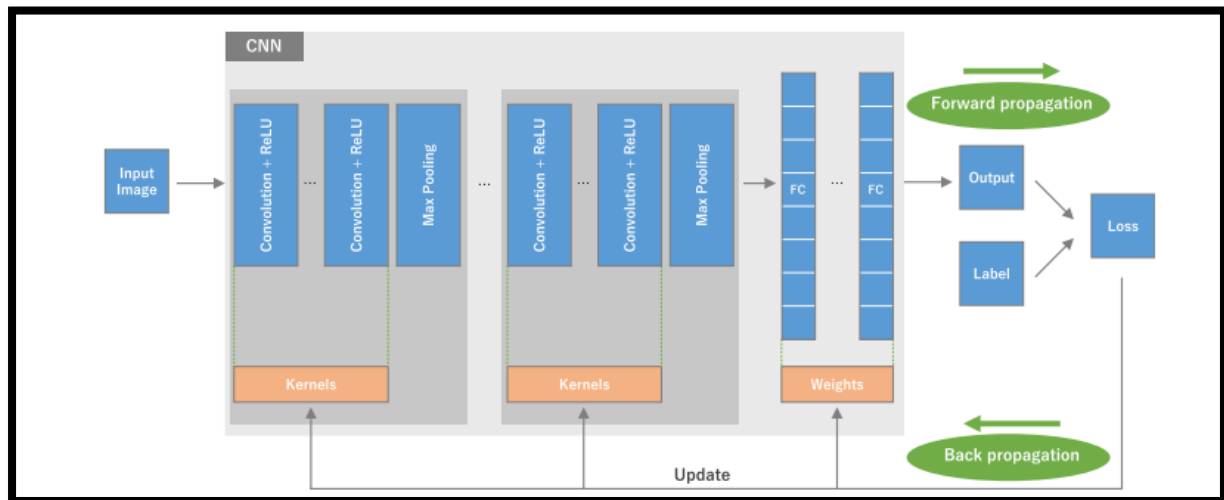 CNN
Forward propagation
Input
Image
Convolution + ReLU
...
Convolution + ReLU
Max Pooling
...
Convolution + ReLU
...
Convolution + ReLU
Max Pooling
FC
...
FC
Output
Label
Loss
Kernels
Kernels
Weights
Back propagation
Update